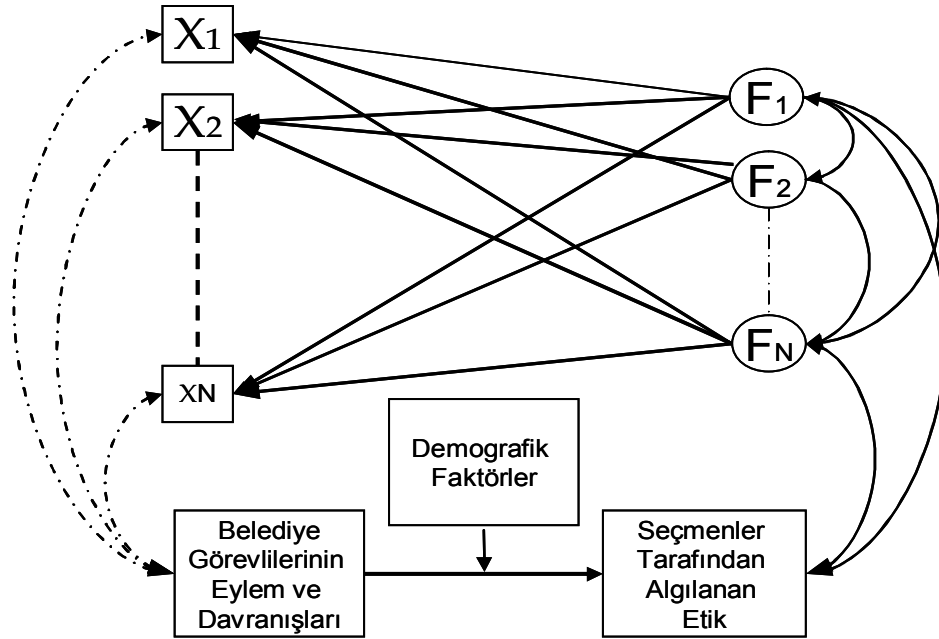 X1
F1
X2
F2
FN
XN
Demografik
Faktörler
Belediye
Görevlilerinin
Eylem ve
Davranışları
Seçmenler
Tarafından
Algılanan
Etik